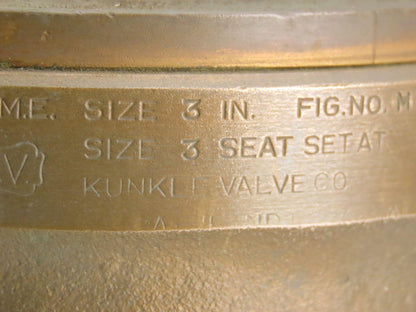 M.E. SIZE 3 IN. FIG.NO. M
V SIZE 3 SEAT SET AT
KUNKLE VALVE CO